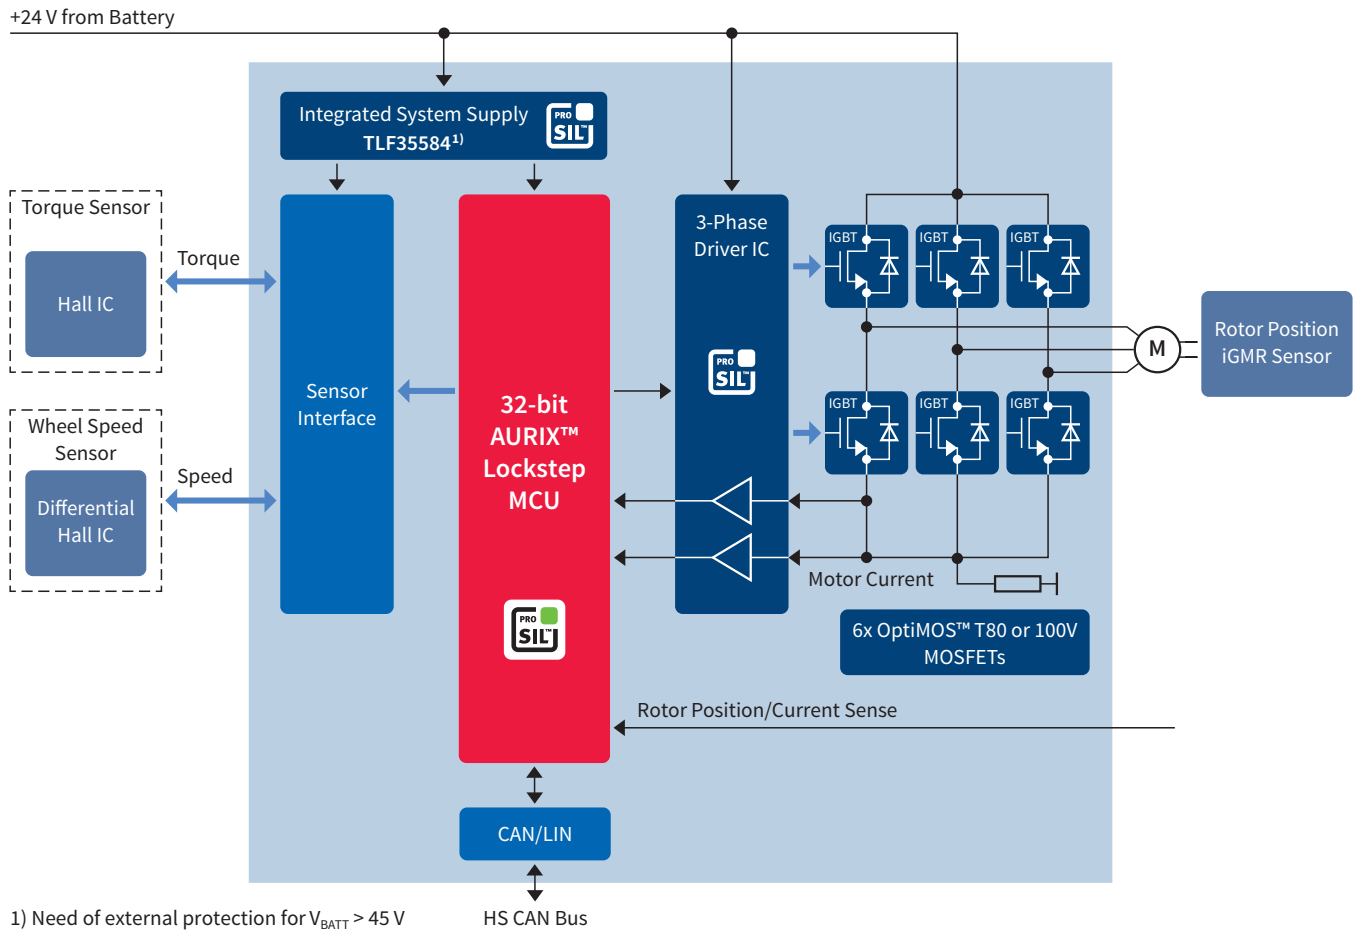 +24 V from Battery
Integrated System Supply
TLF35584¹⁾
PRO
SIL™
Torque Sensor
Hall IC
Torque
Wheel Speed
Sensor
Differential
Hall IC
Speed
Sensor
Interface
32-bit
AURIX™
Lockstep
MCU
PRO
SIL™
3-Phase
Driver IC
PRO
SIL™
IGBT
IGBT
IGBT
IGBT
IGBT
IGBT
M
Rotor Position
iGMR Sensor
Motor Current
6x OptiMOS™ T80 or 100V
MOSFETs
Rotor Position/Current Sense
CAN/LIN
HS CAN Bus
1) Need of external protection for V_BATT > 45 V